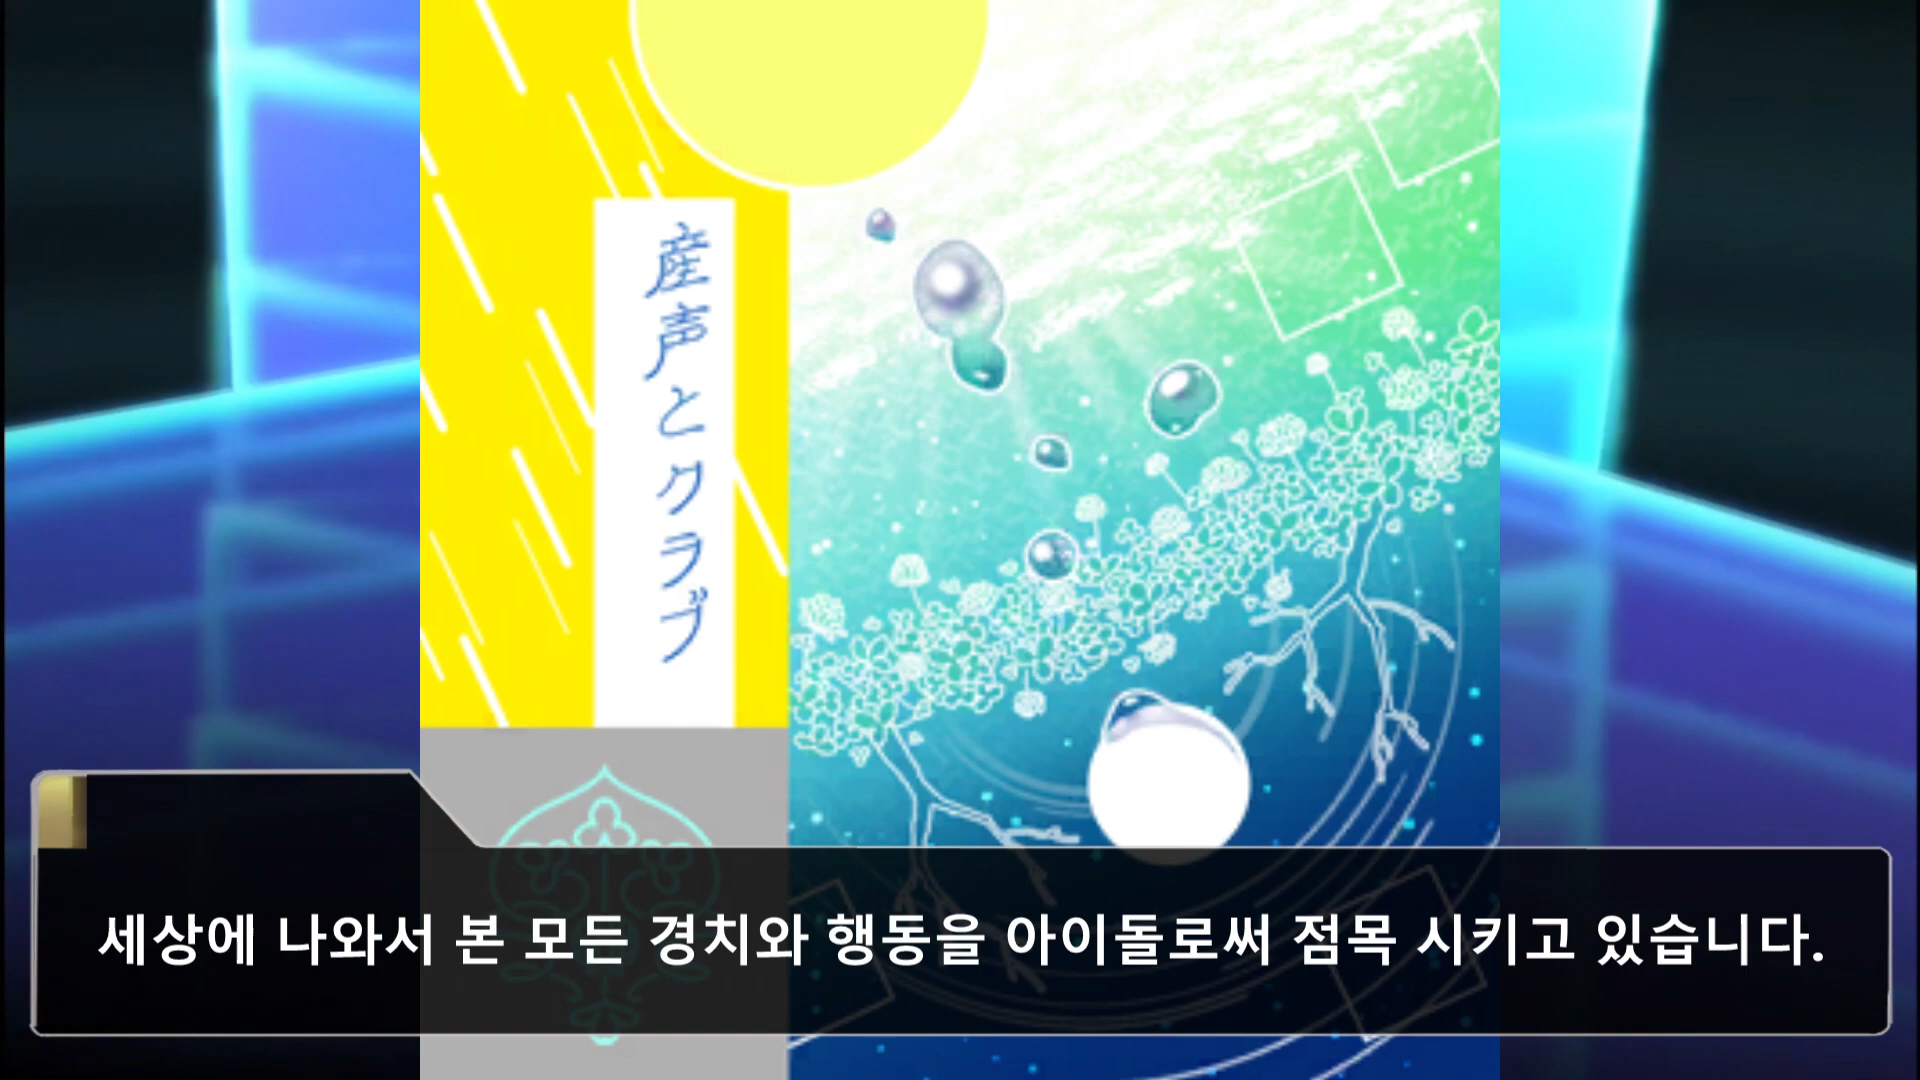 産声とクラブ
세상에 나와서 본 모든 경치와 행동을 아이돌로써 점목 시키고 있습니다.